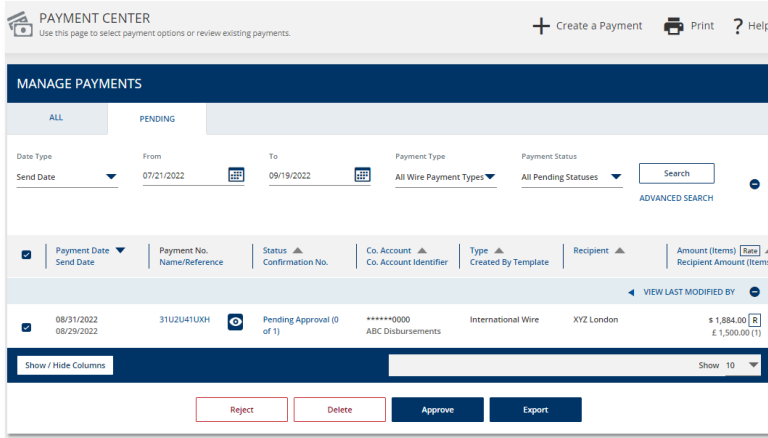 PAYMENT CENTER
Use this page to select payment options or review existing payments.
Create a Payment
Print
Help
MANAGE PAYMENTS
ALL
PENDING
Date Type
From
To
Payment Type
Payment Status
Send Date
07/21/2022
09/19/2022
All Wire Payment Types
All Pending Statuses
Search
ADVANCED SEARCH
Payment Date
Send Date
Payment No.
Name/Reference
Status
Confirmation No.
Co. Account
Co. Account Identifier
Type
Created By Template
Recipient
Amount (Items) Rate
Recipient Amount (Items
VIEW LAST MODIFIED BY
08/31/2022
08/29/2022
31U2U41UXH
Pending Approval (0
of 1)
******0000
ABC Disbursements
International Wire
XYZ London
$ 1,884.00 R
£ 1,500.00 (1)
Show / Hide Columns
Show 10
Reject
Delete
Approve
Export